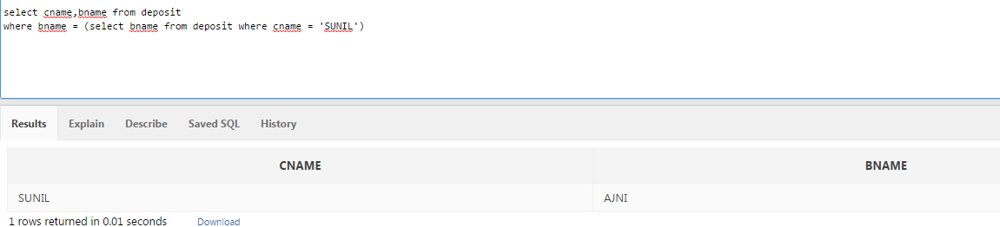 select cname,bname from deposit
where bname = (select bname from deposit where cname = 'SUNIL')
Results Explain Describe Saved SQL History
CNAME BNAME
SUNIL AJNI
1 rows returned in 0.01 seconds Download